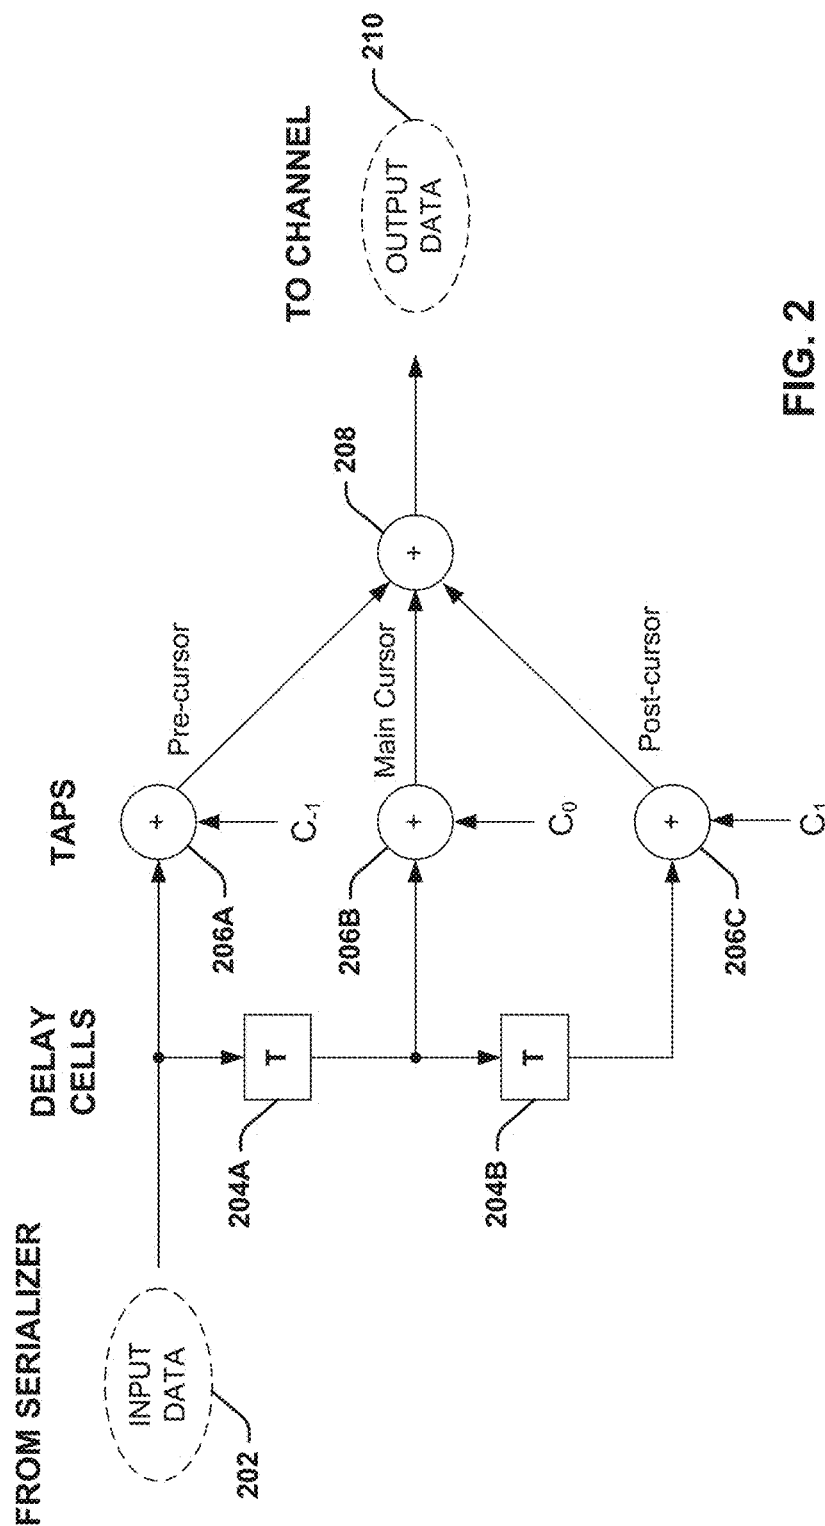 FROM SERIALIZER
DELAY
CELLS
TAPS
TO CHANNEL
INPUT
DATA
202
204A
T
204B
T
206A
+
C-1
Pre-cursor
206B
+
C0
Main Cursor
206C
+
C1
Post-cursor
208
+
OUTPUT
DATA
210
FIG. 2